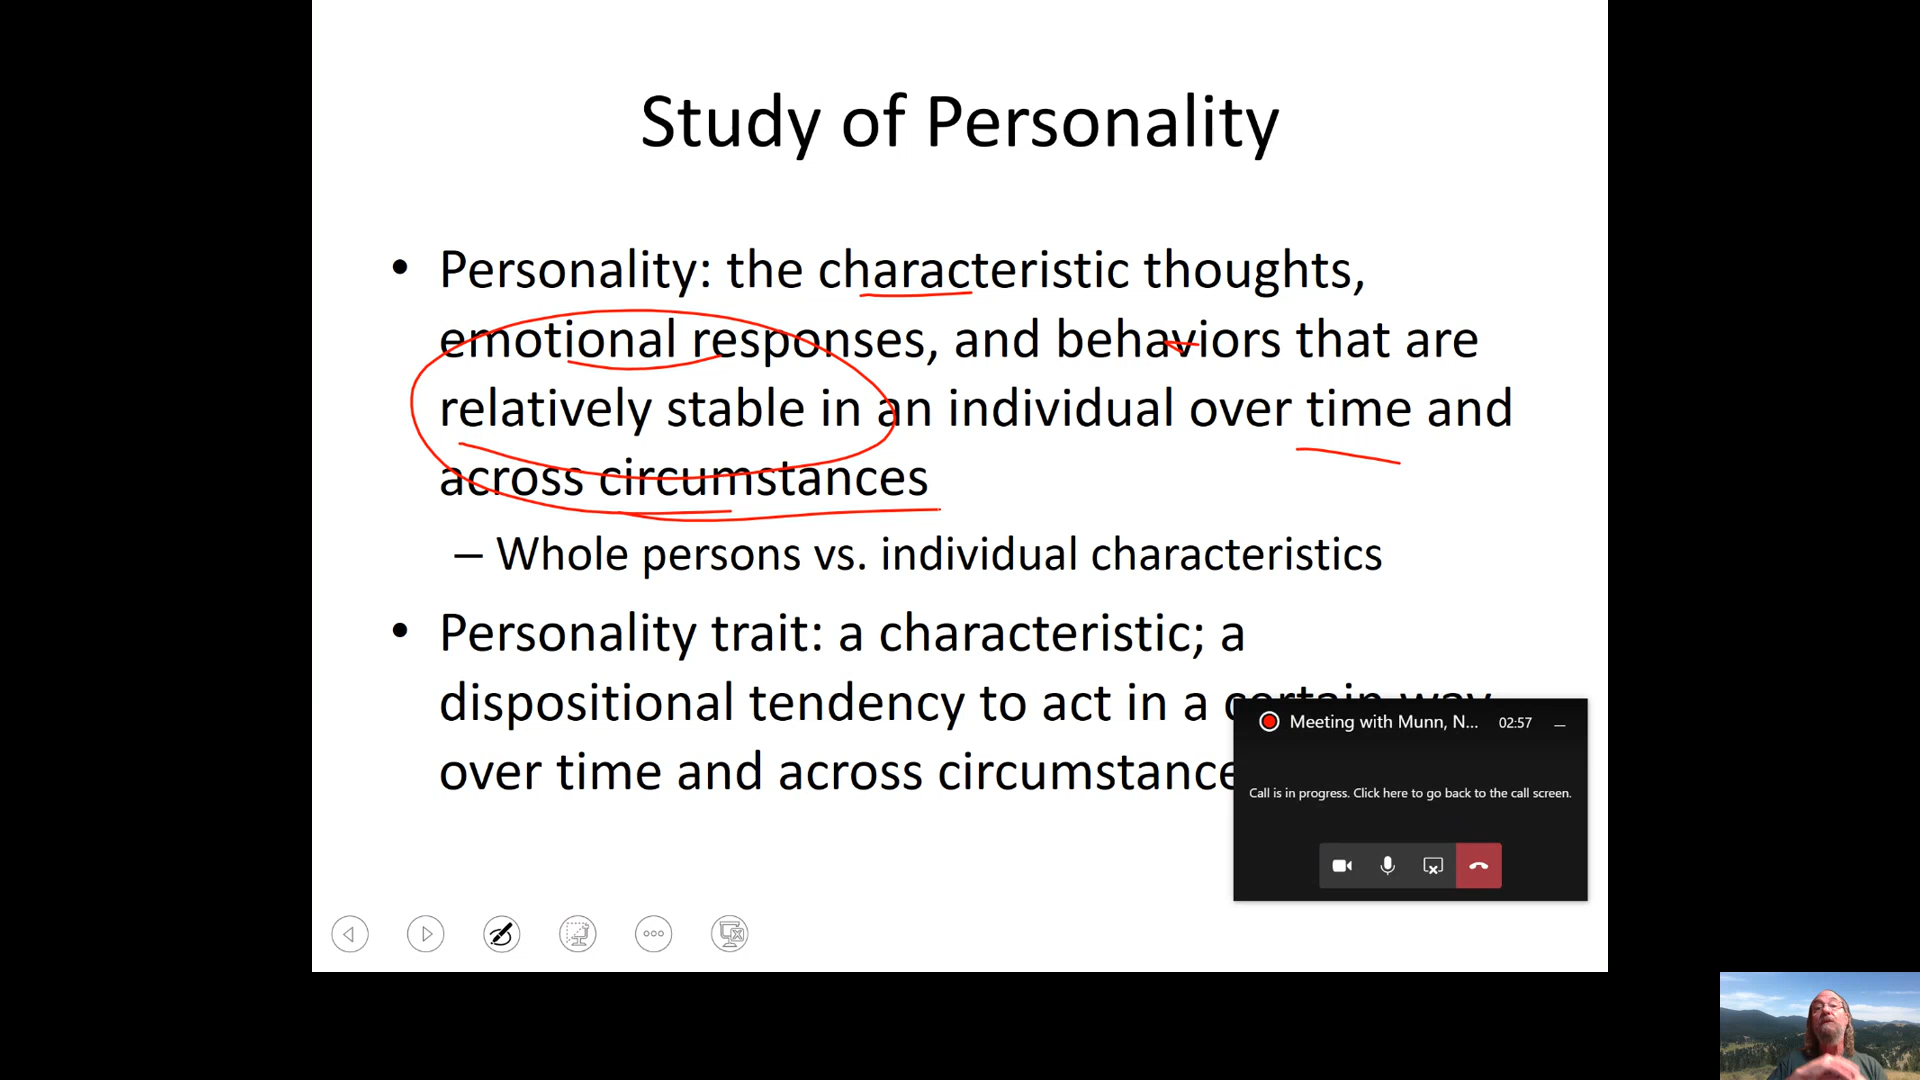 Study of Personality
• Personality: the characteristic thoughts,
emotional responses, and behaviors that are
relatively stable in an individual over time and
across circumstances
– Whole persons vs. individual characteristics
• Personality trait: a characteristic; a
dispositional tendency to act in a certain way
over time and across circumstance
Meeting with Munn, N... 02:57
Call is in progress. Click here to go back to the call screen.